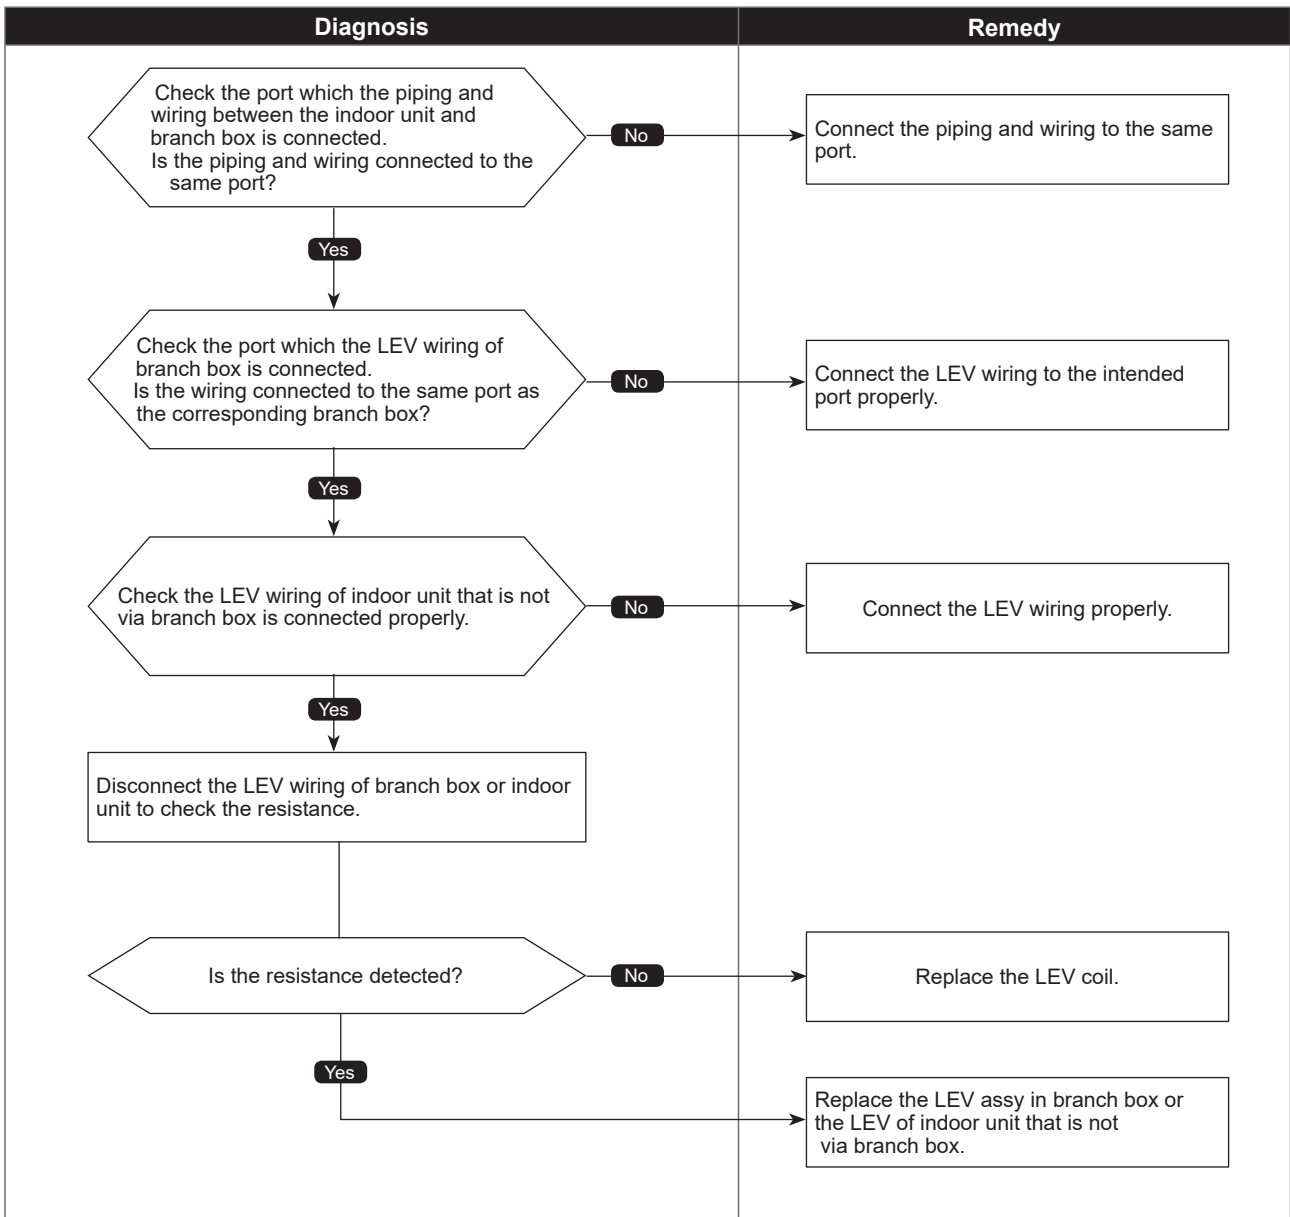 Diagnosis
Remedy
Check the port which the piping and
wiring between the indoor unit and
branch box is connected.
Is the piping and wiring connected to the
same port?
No
Connect the piping and wiring to the same
port.
Yes
Check the port which the LEV wiring of
branch box is connected.
Is the wiring connected to the same port as
the corresponding branch box?
No
Connect the LEV wiring to the intended
port properly.
Yes
Check the LEV wiring of indoor unit that is not
via branch box is connected properly.
No
Connect the LEV wiring properly.
Yes
Disconnect the LEV wiring of branch box or indoor
unit to check the resistance.
Is the resistance detected?
No
Replace the LEV coil.
Yes
Replace the LEV assy in branch box or
the LEV of indoor unit that is not
via branch box.